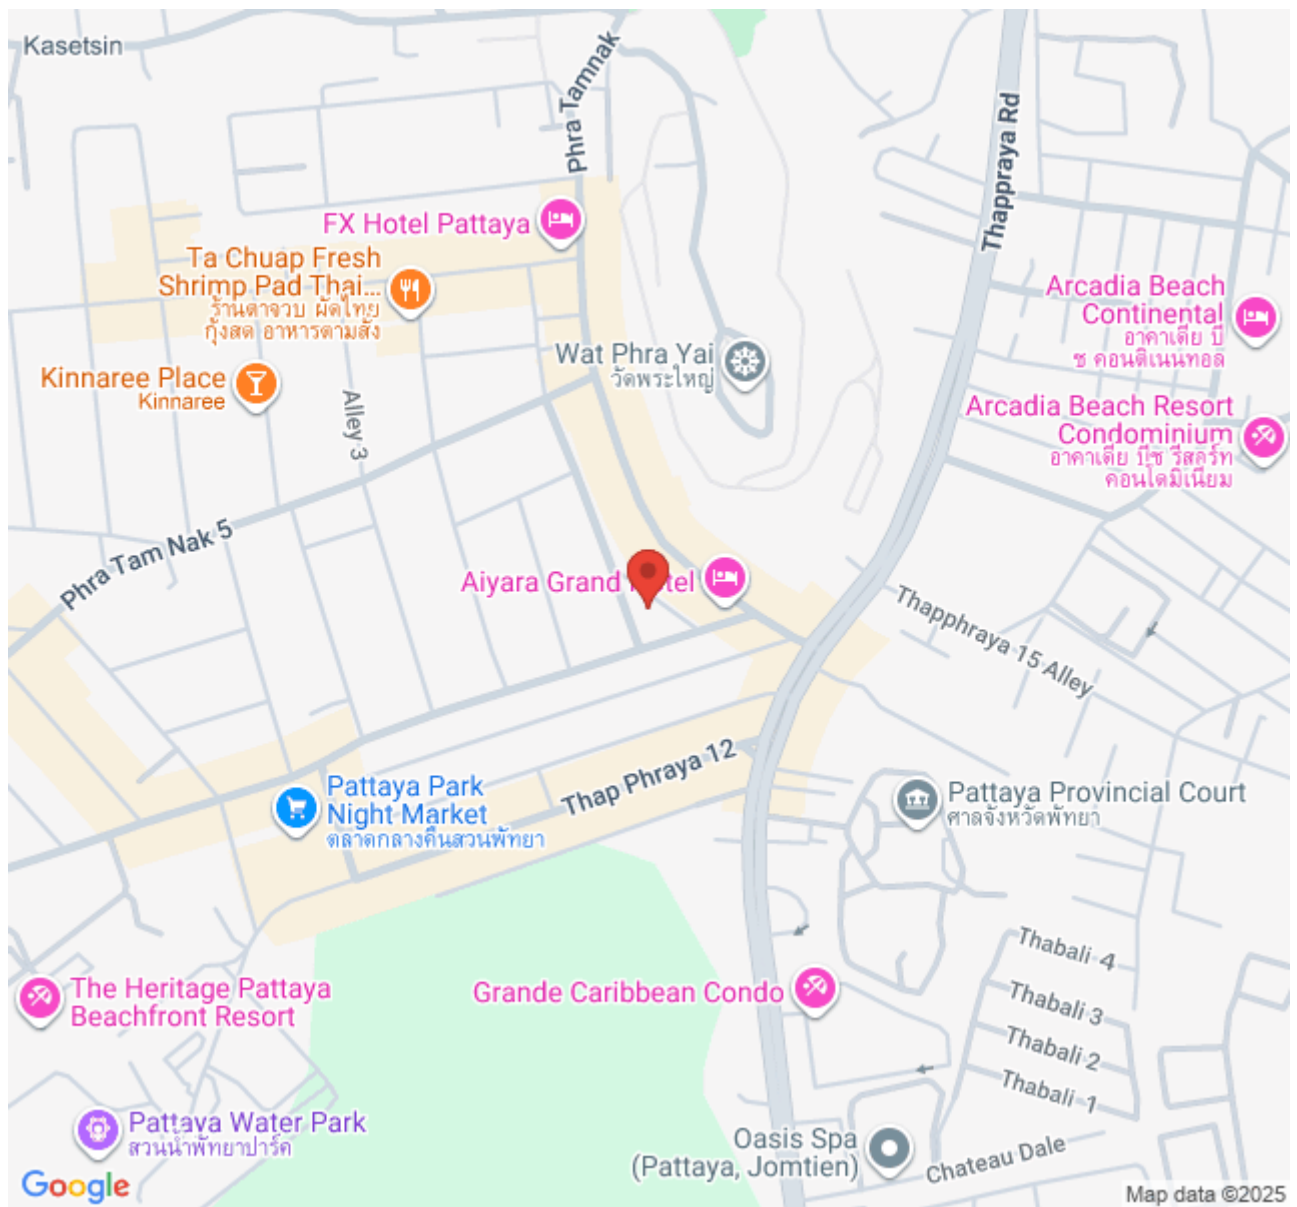 Kasetsin
Phra Tamnak
Thappraya Rd
FX Hotel Pattaya
Ta Chuap Fresh
Shrimp Pad Thai...
ร้านตาจวบ ผัดไทย
กุ้งสด อาหารตามสั่ง
Arcadia Beach
Continental
อาคาเดีย บี
ช คอนติเนนทอล
Wat Phra Yai
วัดพระใหญ่
Kinnaree Place
Kinnaree
Alley 3
Arcadia Beach Resort
Condominium
อาคาเดีย บีช รีสอร์ท
คอนโดมิเนียม
Phra Tam Nak 5
Aiyara Grand Hotel
Thapphraya 15 Alley
Thap Phraya 12
Pattaya Park
Night Market
ตลาดกลางคืนสวนพัทยา
Pattaya Provincial Court
ศาลจังหวัดพัทยา
Thabali 4
The Heritage Pattaya
Beachfront Resort
Grande Caribbean Condo
Thabali 3
Thabali 2
Thabali 1
Pattaya Water Park
สวนน้ำพัทยาปาร์ค
Oasis Spa
(Pattaya, Jomtien)
Chateau Dale
Google
Map data ©2025